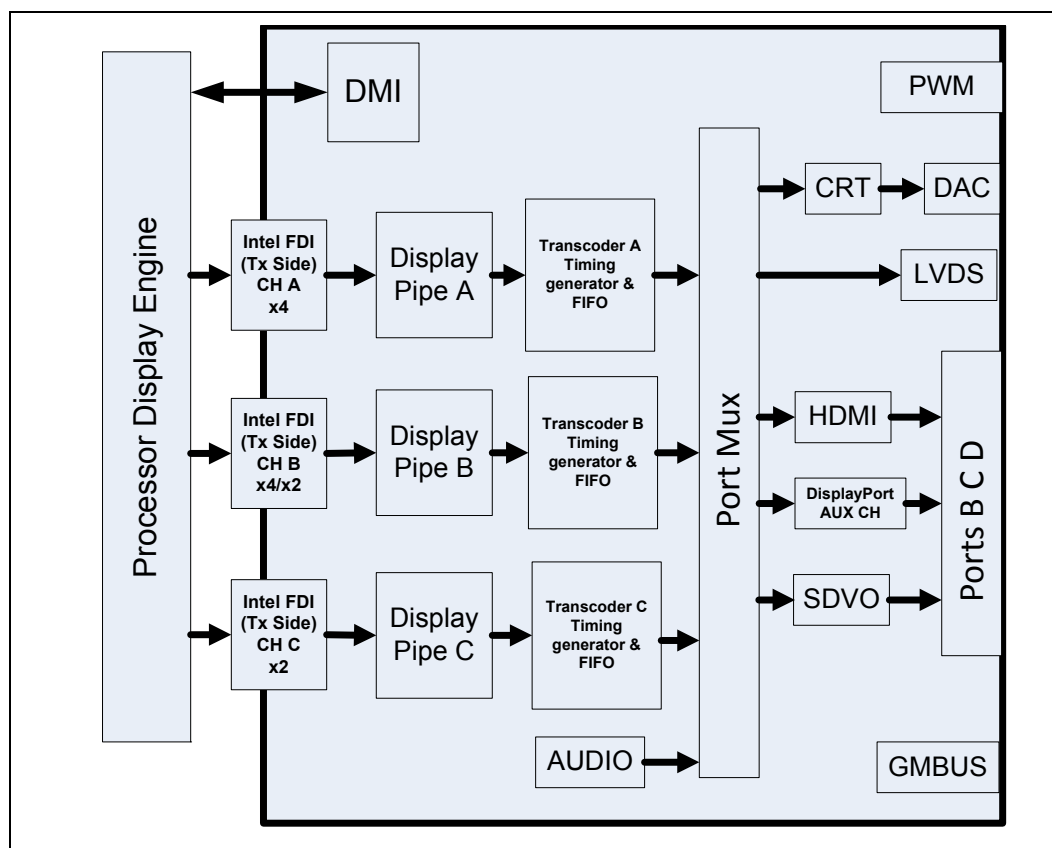 Processor Display Engine
DMI
PWM
Intel FDI
(Tx Side)
CH A
x4
Display
Pipe A
Transcoder A
Timing
generator &
FIFO
Intel FDI
(Tx Side)
CH B
x4/x2
Display
Pipe B
Transcoder B
Timing
generator &
FIFO
Intel FDI
(Tx Side)
CH C
x2
Display
Pipe C
Transcoder C
Timing
generator &
FIFO
AUDIO
Port Mux
CRT
DAC
LVDS
HDMI
DisplayPort
AUX CH
SDVO
Ports B C D
GMBUS